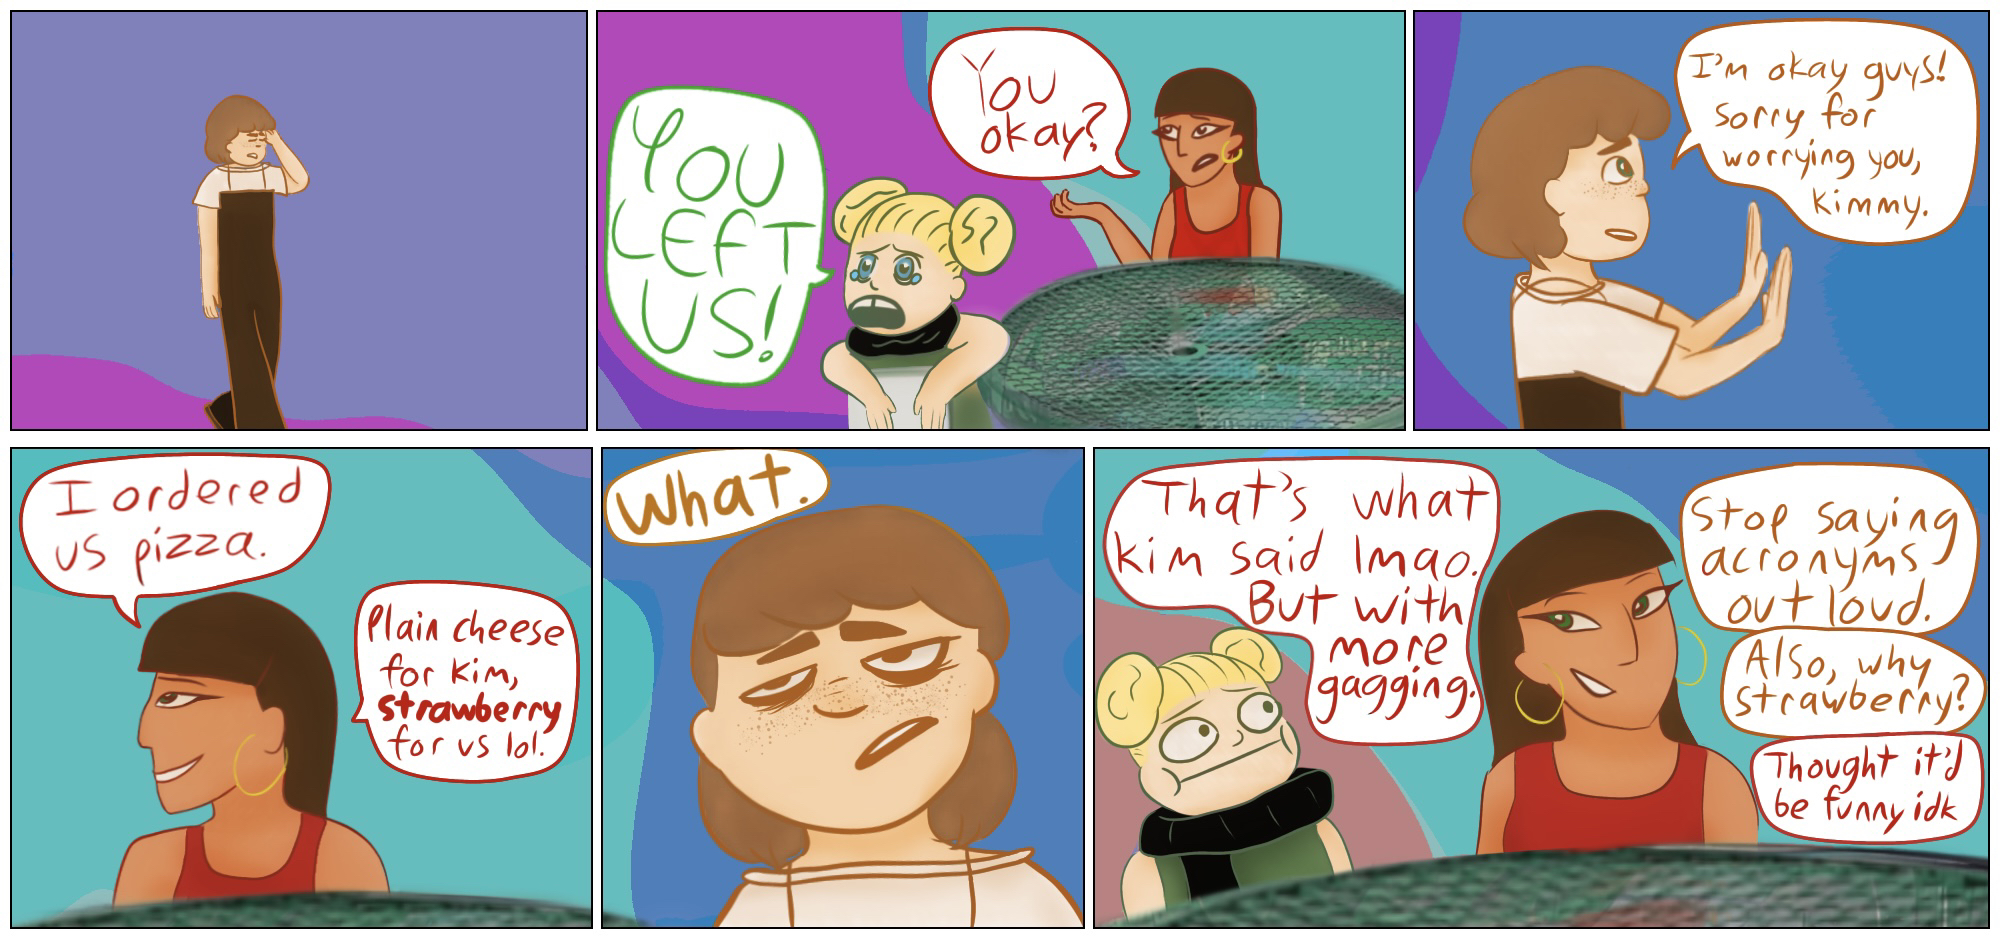 YOU
LEFT
US!
You
okay?
I'm okay guys!
Sorry for
worrying you,
kimmy.
I ordered
us pizza.
Plain cheese
for kim,
strawberry
for us lol.
What.
That's what
kim said lmao.
But with
more
gagging.
Stop saying
acronyms
out loud.
Also, why
strawberry?
Thought it'd
be funny idk